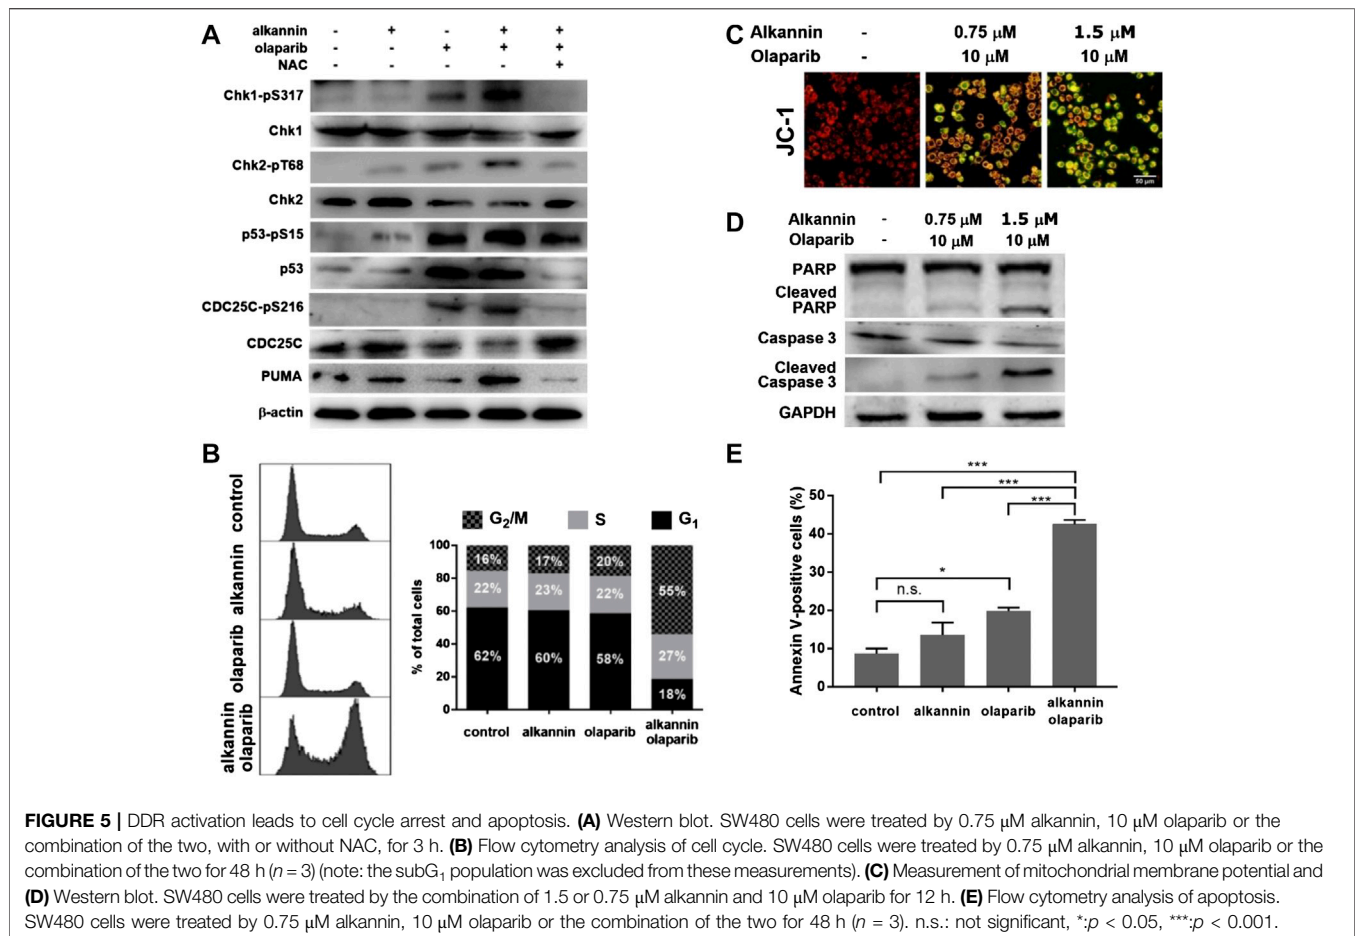 A
alkannin - + - + +
olaparib - - + + +
NAC - - - - +
Chk1-pS317
Chk1
Chk2-pT68
Chk2
p53-pS15
p53
CDC25C-pS216
CDC25C
PUMA
β-actin
B
control
alkannin
olaparib
alkannin
olaparib
G2/M S G1
% of total cells
100
80
60
40
20
0
16% 17% 20% 55%
22% 23% 22% 27%
62% 60% 58% 18%
control alkannin olaparib alkannin
olaparib
C
Alkannin - 0.75 μM 1.5 μM
Olaparib - 10 μM 10 μM
JC-1
50 μm
D
Alkannin - 0.75 μM 1.5 μM
Olaparib - 10 μM 10 μM
PARP
Cleaved
PARP
Caspase 3
Cleaved
Caspase 3
GAPDH
E
Annexin V-positive cells (%)
50
40
30
20
10
0
***
***
***
*
n.s.
control alkannin olaparib alkannin
olaparib
FIGURE 5 | DDR activation leads to cell cycle arrest and apoptosis. (A) Western blot. SW480 cells were treated by 0.75 μM alkannin, 10 μM olaparib or the
combination of the two, with or without NAC, for 3 h. (B) Flow cytometry analysis of cell cycle. SW480 cells were treated by 0.75 μM alkannin, 10 μM olaparib or the
combination of the two for 48 h (n = 3) (note: the subG1 population was excluded from these measurements). (C) Measurement of mitochondrial membrane potential and
(D) Western blot. SW480 cells were treated by the combination of 1.5 or 0.75 μM alkannin and 10 μM olaparib for 12 h. (E) Flow cytometry analysis of apoptosis.
SW480 cells were treated by 0.75 μM alkannin, 10 μM olaparib or the combination of the two for 48 h (n = 3). n.s.: not significant, *:p < 0.05, ***:p < 0.001.